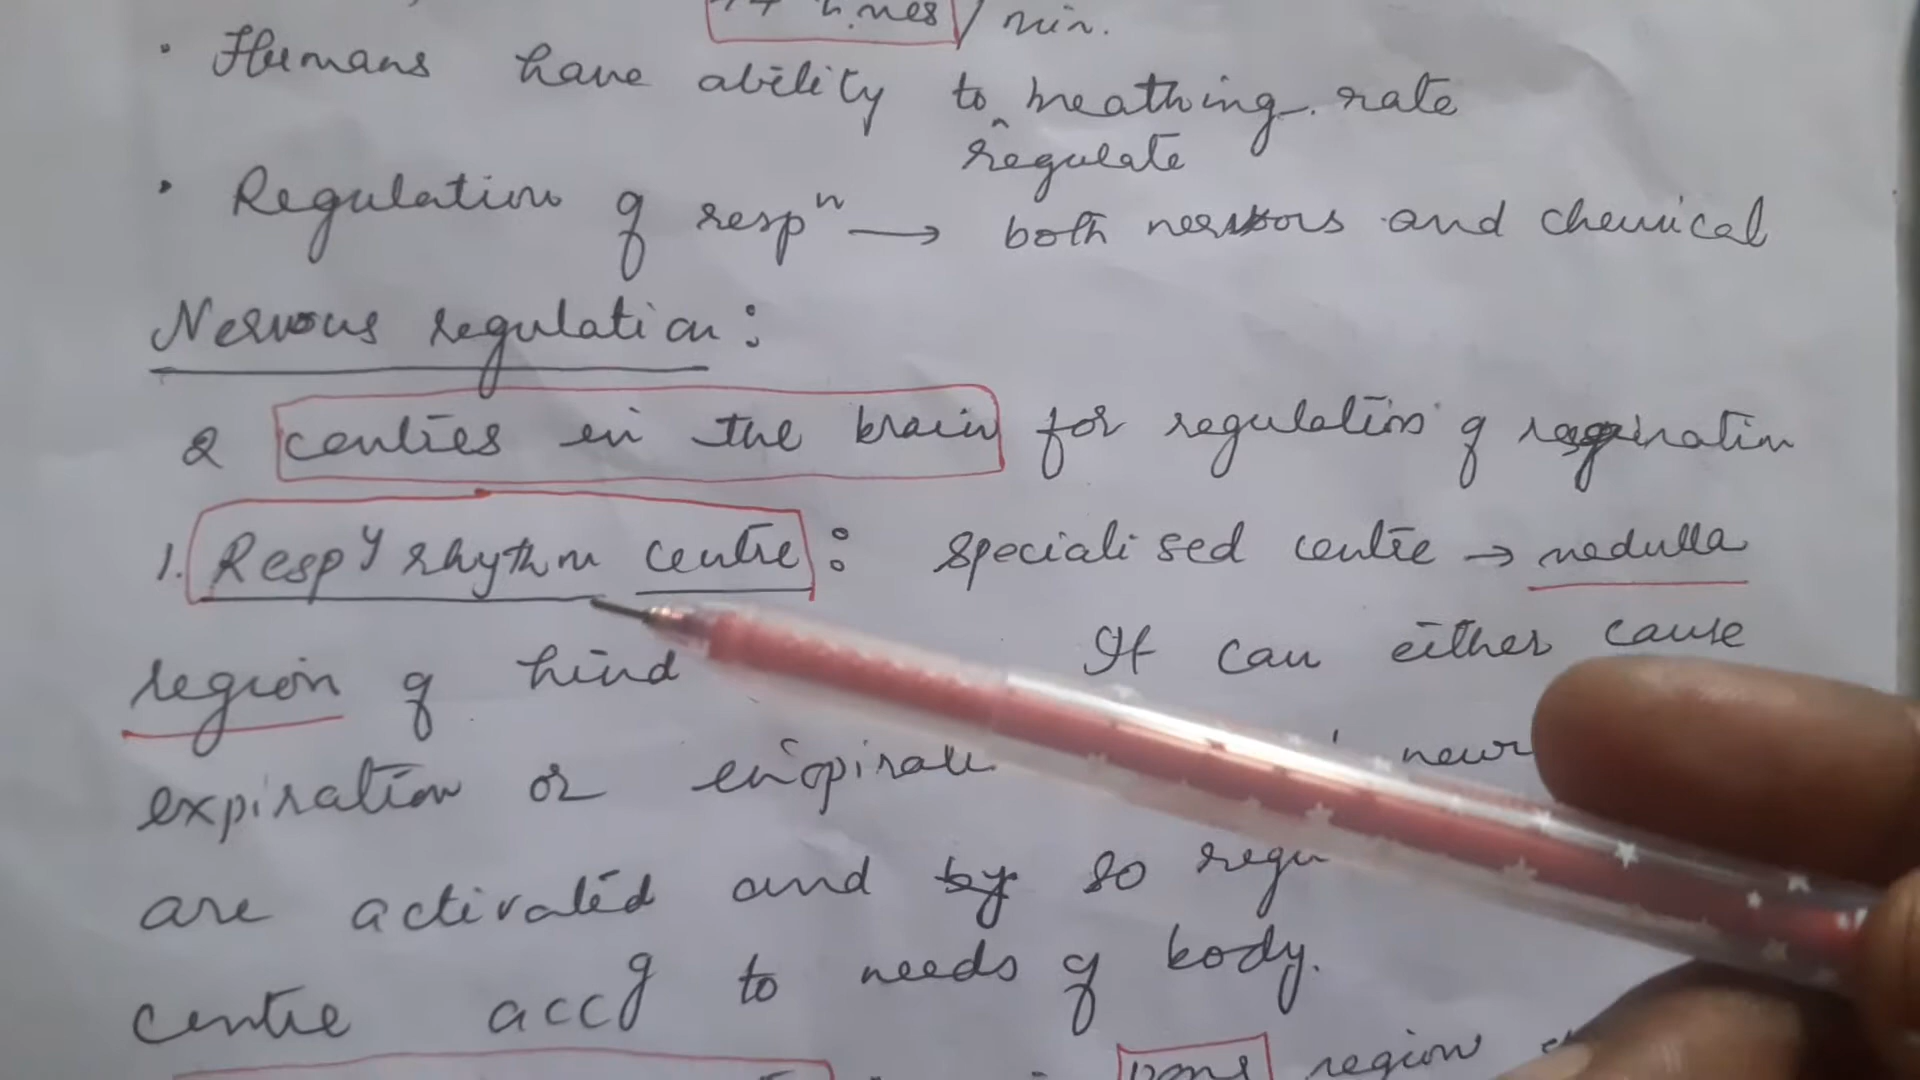 times / min.
• Humans have ability to breathing rate
regulate
• Regulation of respⁿ → both nervous and chemical
Nervous regulation:
2 centres in the brain for regulation of respiration
1. Respʸ rhythm centre: specialised centre → medulla
region of hind It can either cause
expiration or inspirati neur
are activated and by so regu
centre accg to needs of body.
pons region